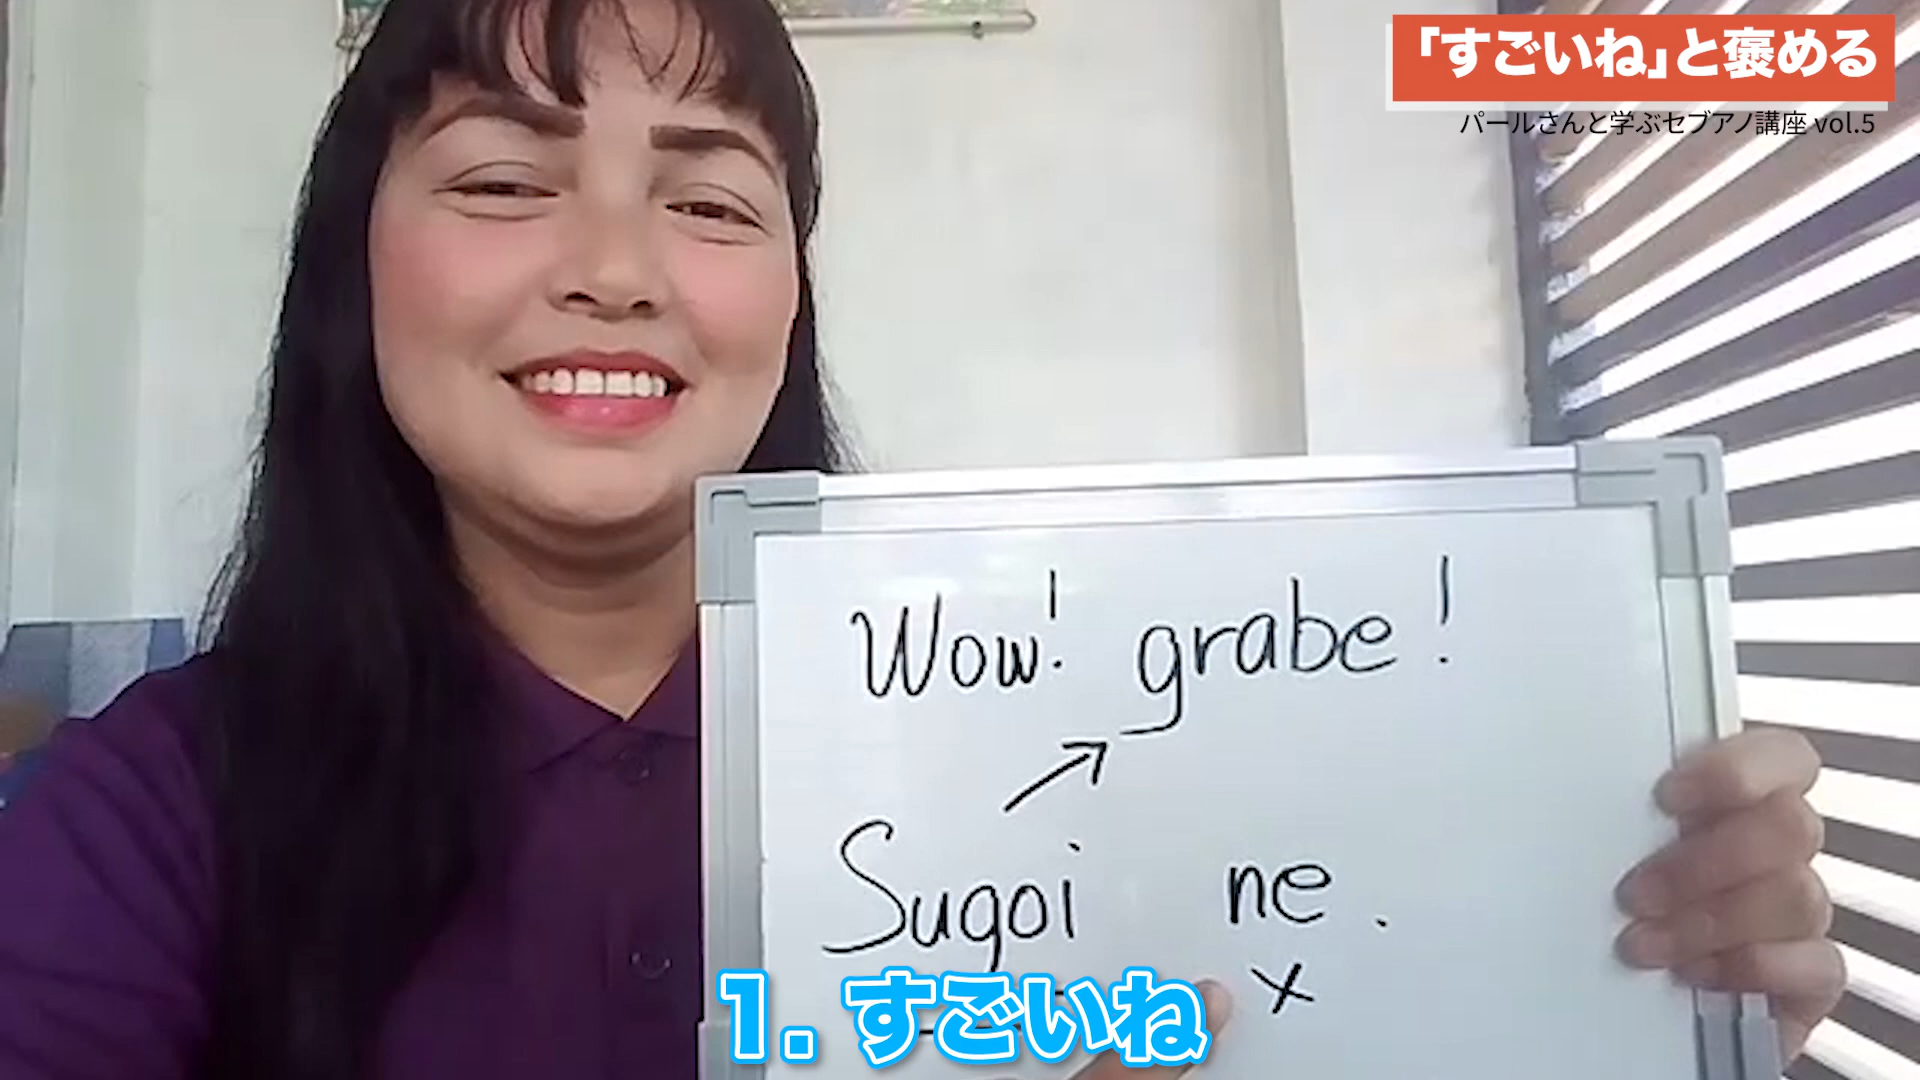 「すごいね」と褒める
パールさんと学ぶセブアノ講座 vol.5
Wow! grabe!
Sugoi ne.
x
1. すごいね